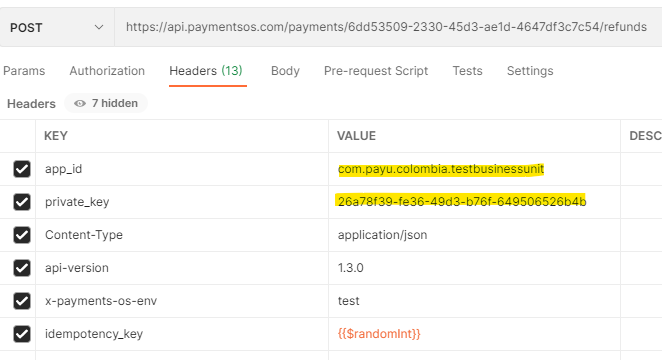 POST https://api.paymentsos.com/payments/6dd53509-2330-45d3-ae1d-4647df3c7c54/refunds
Params Authorization Headers (13) Body Pre-request Script Tests Settings
Headers 7 hidden
KEY VALUE DESC
app_id com.payu.colombia.testbusinessunit
private_key 26a78f39-fe36-49d3-b76f-649506526b4b
Content-Type application/json
api-version 1.3.0
x-payments-os-env test
idempotency_key {{$randomInt}}